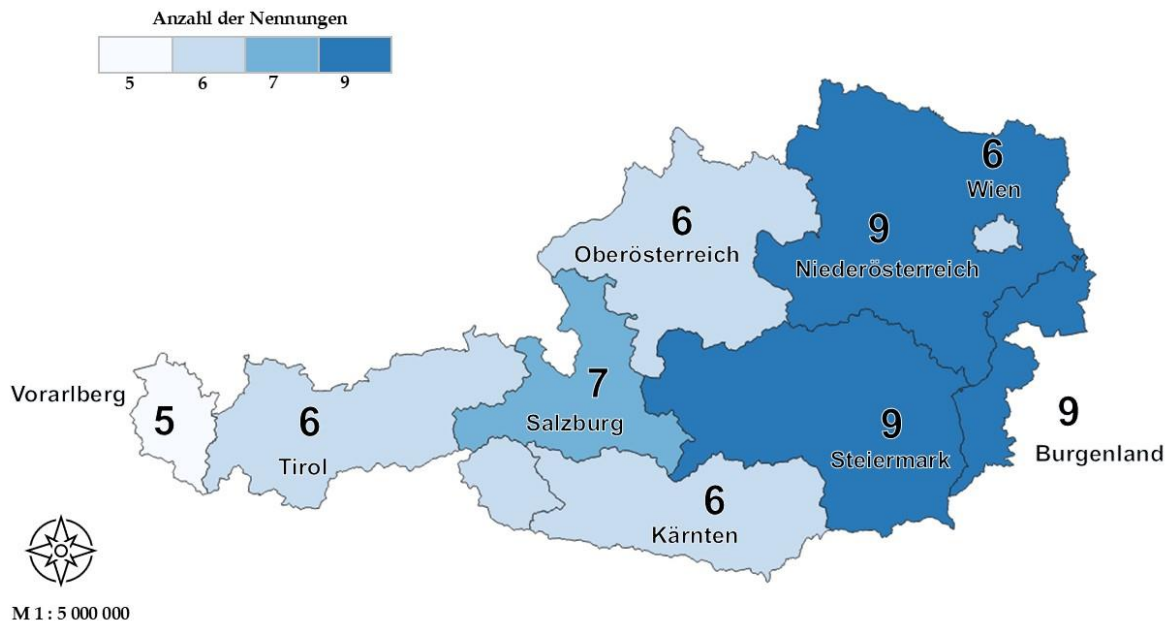 Anzahl der Nennungen
5 6 7 9
6
Wien
6
Oberösterreich
9
Niederösterreich
Vorarlberg
5
6
Tirol
7
Salzburg
9
Steiermark
9
Burgenland
6
Kärnten
M 1 : 5 000 000